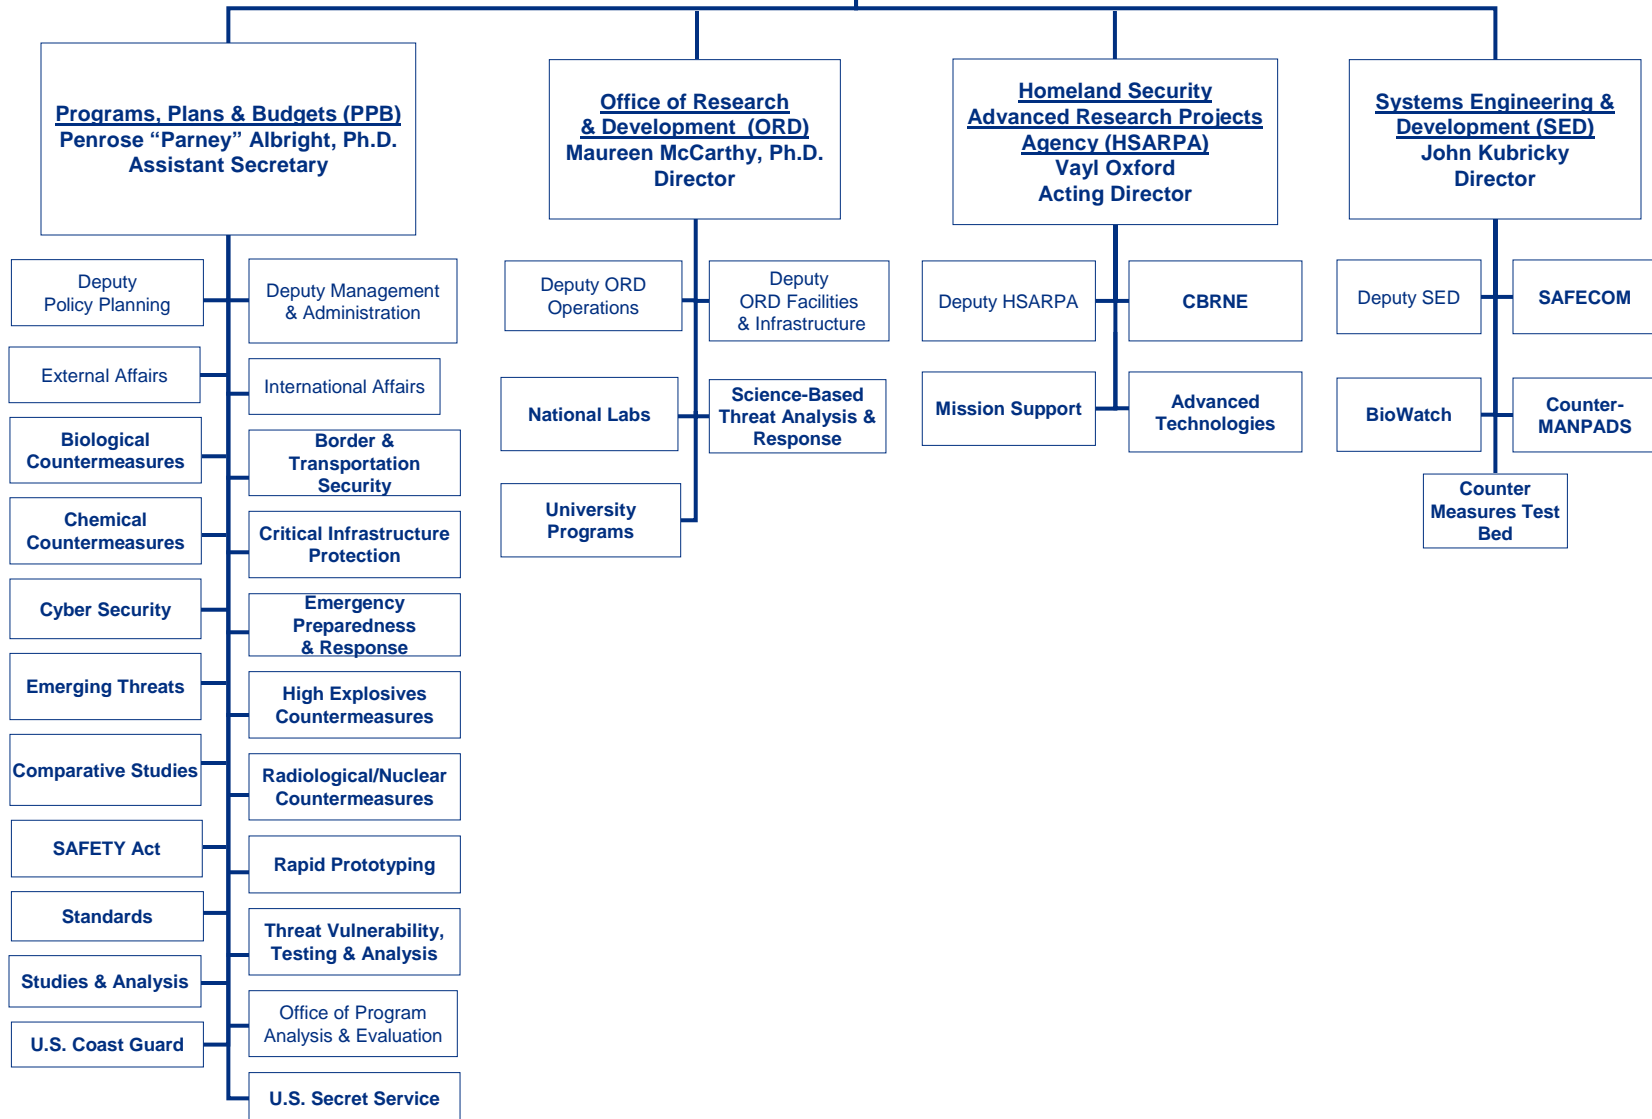 Programs, Plans & Budgets (PPB)
Penrose “Parney” Albright, Ph.D.
Assistant Secretary
Office of Research
& Development (ORD)
Maureen McCarthy, Ph.D.
Director
Homeland Security
Advanced Research Projects
Agency (HSARPA)
Vayl Oxford
Acting Director
Systems Engineering &
Development (SED)
John Kubricky
Director
Deputy
Policy Planning
Deputy Management
& Administration
External Affairs
International Affairs
Biological
Countermeasures
Border &
Transportation
Security
Chemical
Countermeasures
Critical Infrastructure
Protection
Cyber Security
Emergency
Preparedness
& Response
Emerging Threats
High Explosives
Countermeasures
Comparative Studies
Radiological/Nuclear
Countermeasures
SAFETY Act
Rapid Prototyping
Standards
Threat Vulnerability,
Testing & Analysis
Studies & Analysis
Office of Program
Analysis & Evaluation
U.S. Coast Guard
U.S. Secret Service
Deputy ORD
Operations
Deputy
ORD Facilities
& Infrastructure
National Labs
Science-Based
Threat Analysis &
Response
University
Programs
Deputy HSARPA
CBRNE
Mission Support
Advanced
Technologies
Deputy SED
SAFECOM
BioWatch
Counter-
MANPADS
Counter
Measures Test
Bed